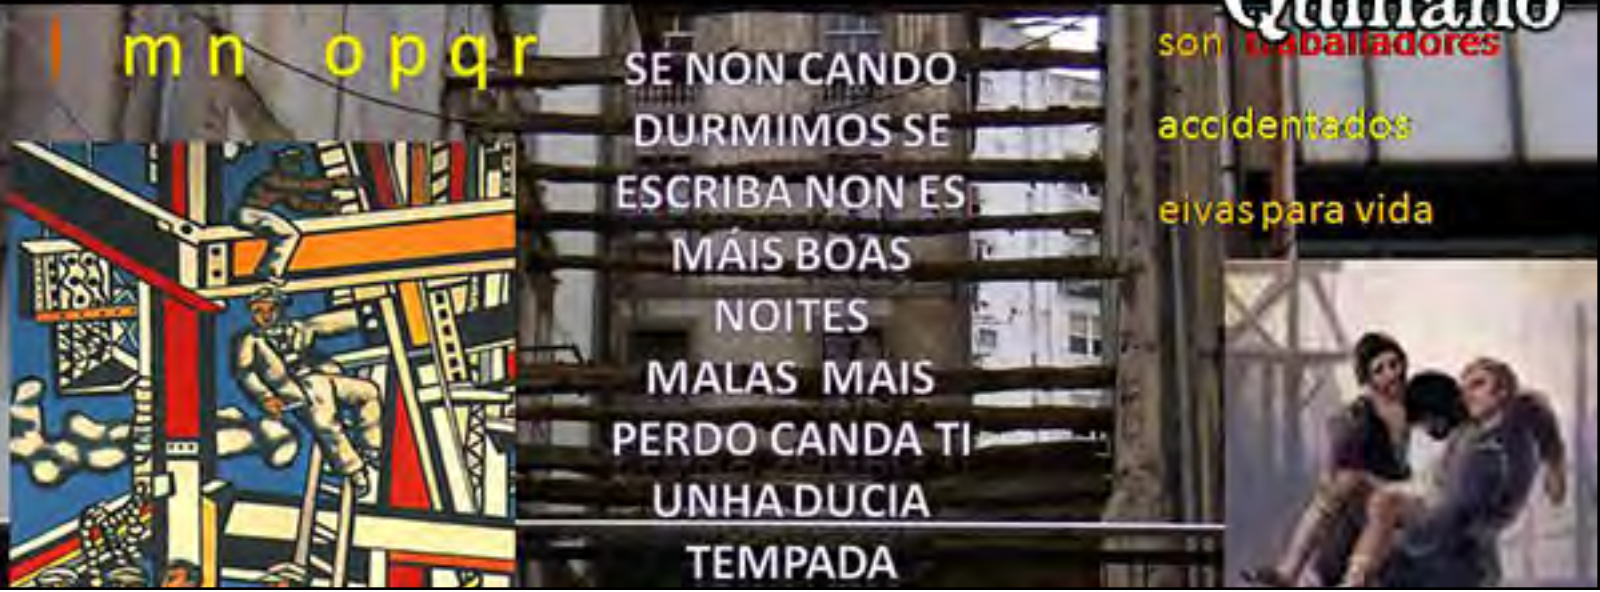 l mn opqr
SE NON CANDO
DURMIMOS SE
ESCRIBA NON ES
MÁIS BOAS
NOITES
MALAS MAIS
PERDO CANDA TI
UNHA DUCIA
TEMPADA
son traballadores
accidentados
eivas para vida